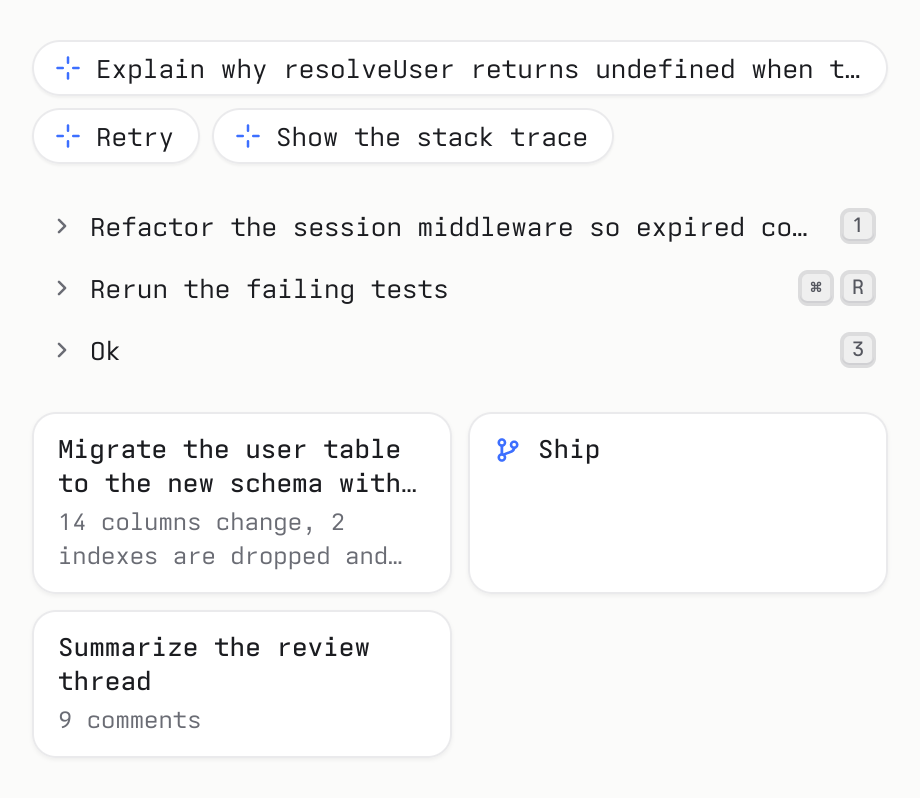 Explain why resolveUser returns undefined when t…
Retry
Show the stack trace
Refactor the session middleware so expired co…
1
Rerun the failing tests
⌘ R
Ok
3
Migrate the user table
to the new schema with…
14 columns change, 2
indexes are dropped and…
Ship
Summarize the review
thread
9 comments